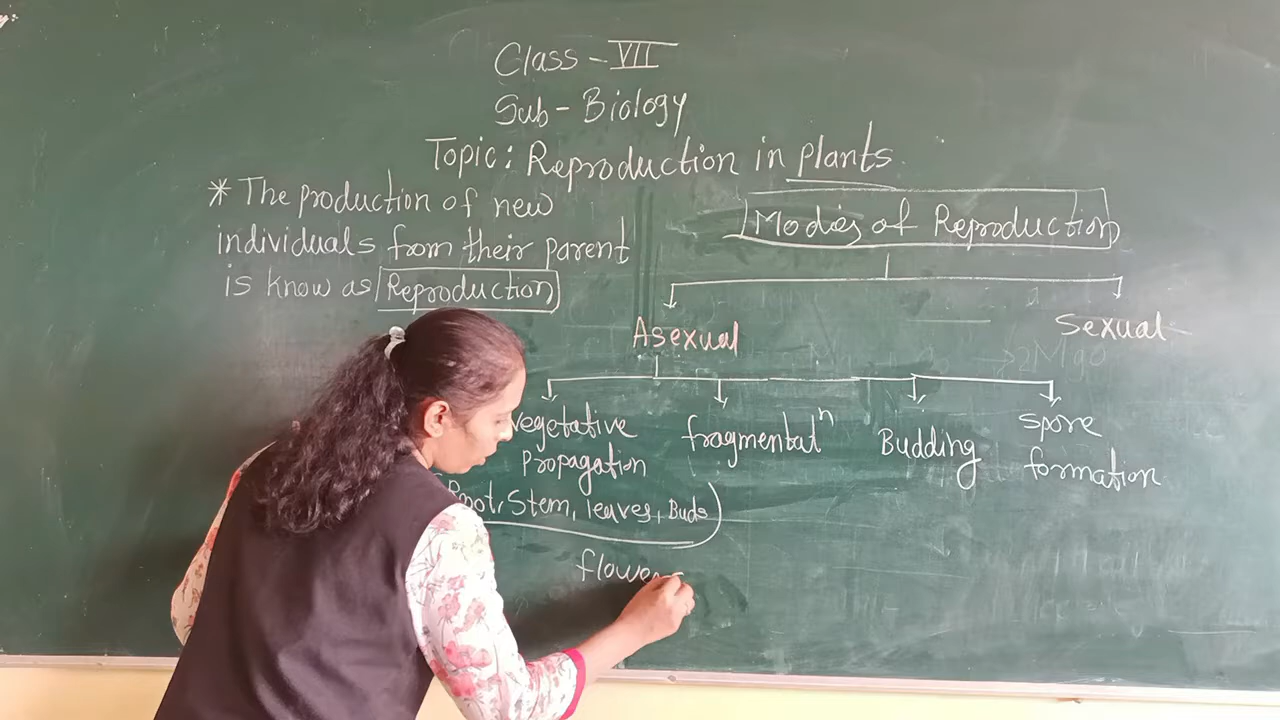 Class - VII
Sub - Biology
Topic: Reproduction in plants.
* The production of new
individuals from their parent
is know as Reproduction
Modes of Reproduction
Asexual
Sexual
vegetative
Propagation
(Root, Stem, leaves, Buds)
fragmentalⁿ
Budding
spore
formation
flower